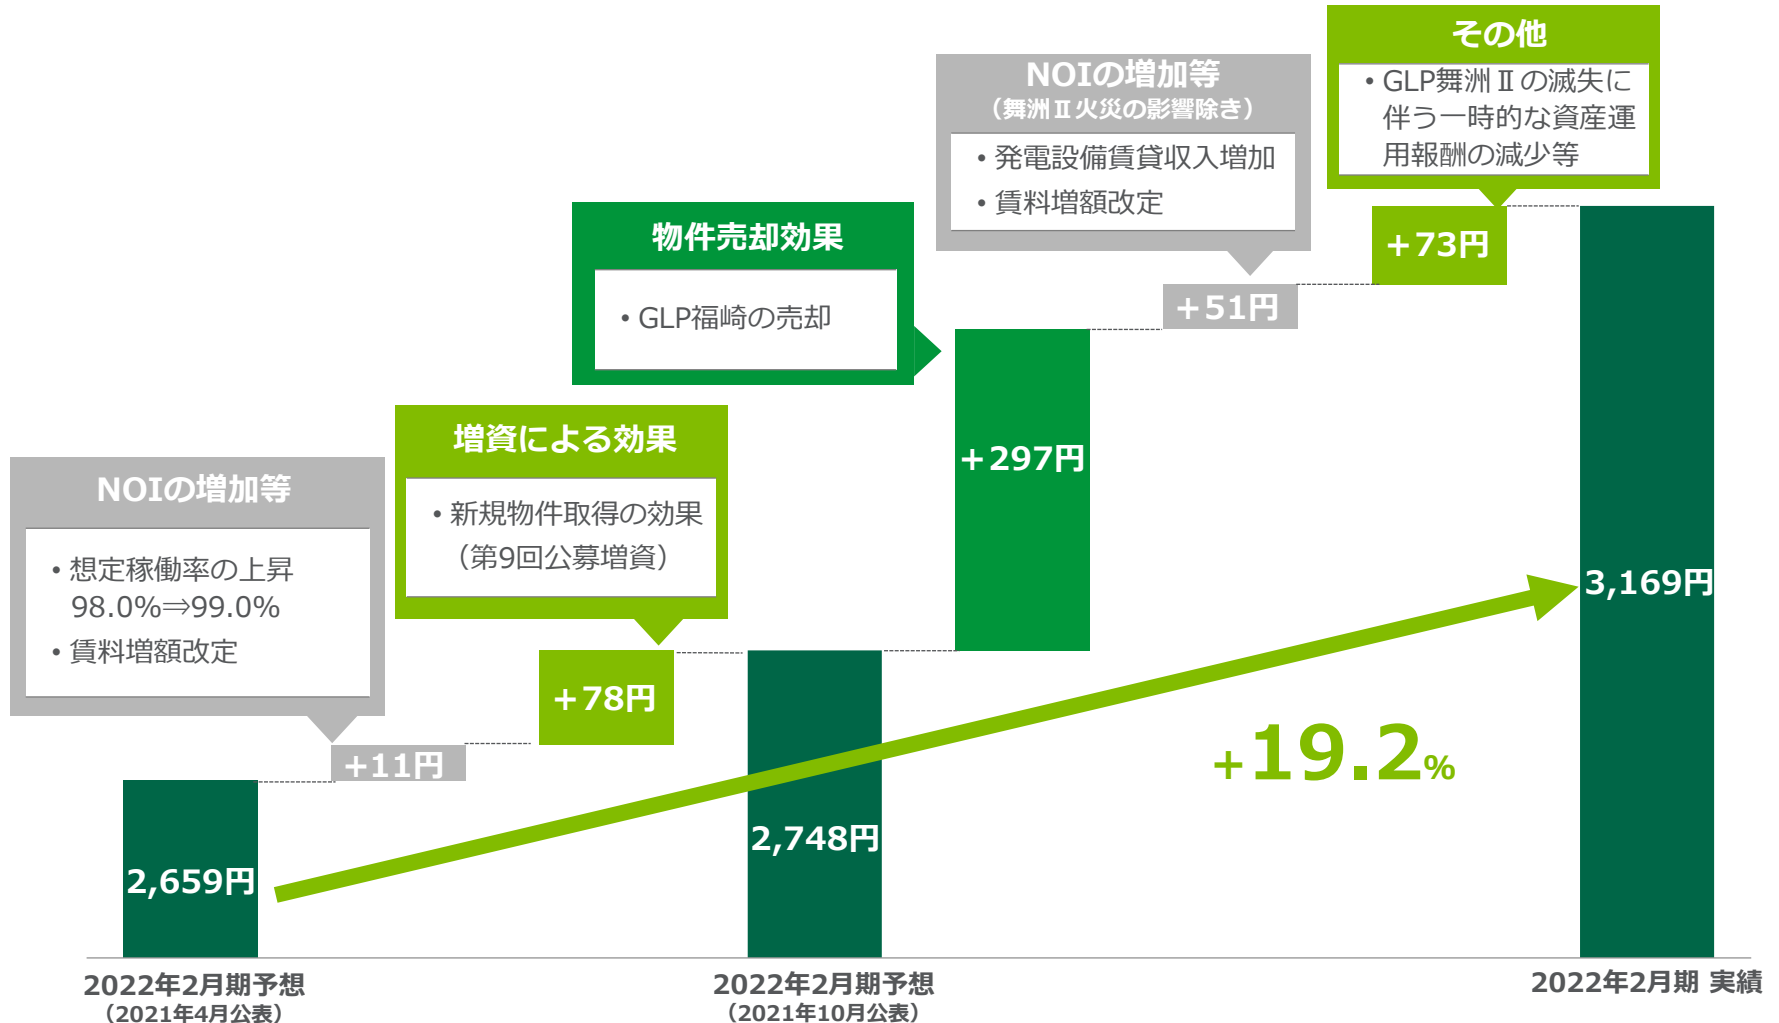 その他
• GLP舞洲Ⅱの滅失に
伴う一時的な資産運
用報酬の減少等
NOIの増加等
（舞洲Ⅱ火災の影響除き）
• 発電設備賃貸収入増加
• 賃料増額改定
物件売却効果
• GLP福崎の売却
増資による効果
• 新規物件取得の効果
（第9回公募増資）
NOIの増加等
• 想定稼働率の上昇
98.0%⇒99.0%
• 賃料増額改定
2,659円
+11円
＋78円
2,748円
＋297円
＋51円
＋73円
3,169円
+19.2%
2022年2月期予想
（2021年4月公表）
2022年2月期予想
（2021年10月公表）
2022年2月期 実績